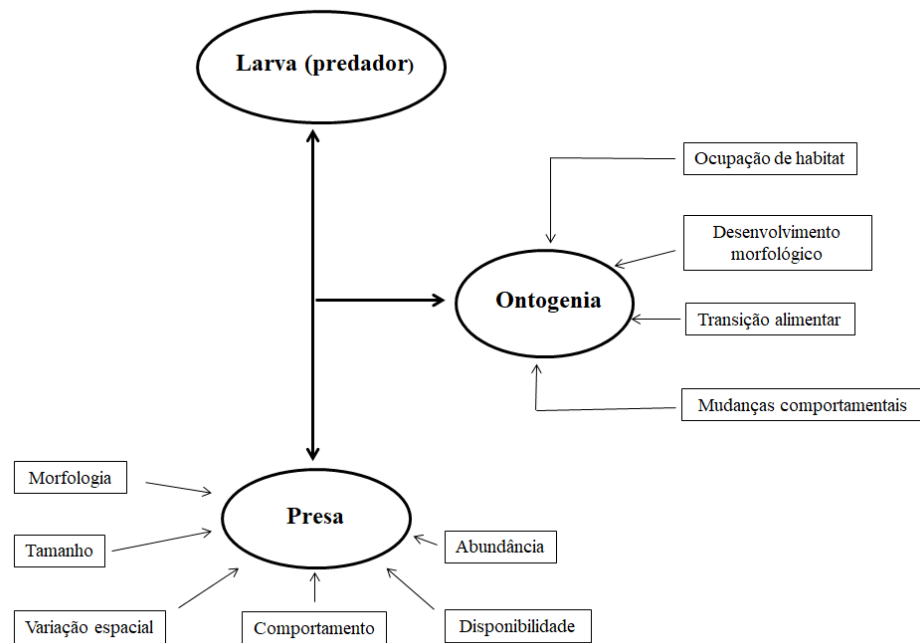 Larva (predador)
Ocupação de habitat
Desenvolvimento
morfológico
Ontogenia
Transição alimentar
Mudanças comportamentais
Morfologia
Presa
Tamanho
Abundância
Variação espacial
Comportamento
Disponibilidade